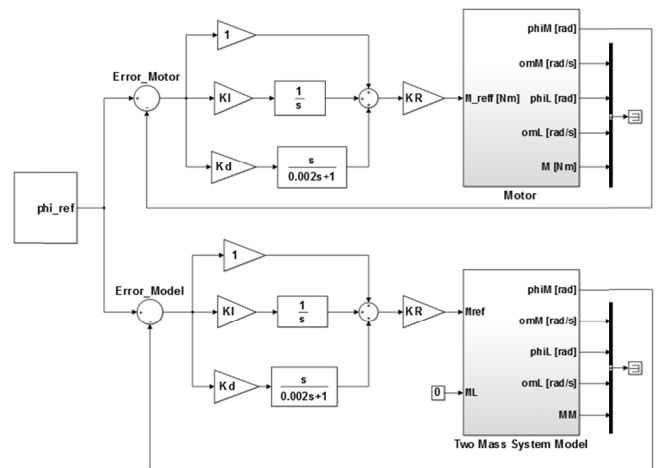 phi_ref
Error_Motor
1
KI
1
s
Kd
s
0.002s+1
KR
M_reff [Nm]
phiM [rad]
omM [rad/s]
phiL [rad]
omL [rad/s]
M [Nm]
Motor
Error_Model
1
KI
1
s
Kd
s
0.002s+1
KR
Mref
0
ML
phiM [rad]
omM [rad/s]
phiL [rad]
omL [rad/s]
MM
Two Mass System Model